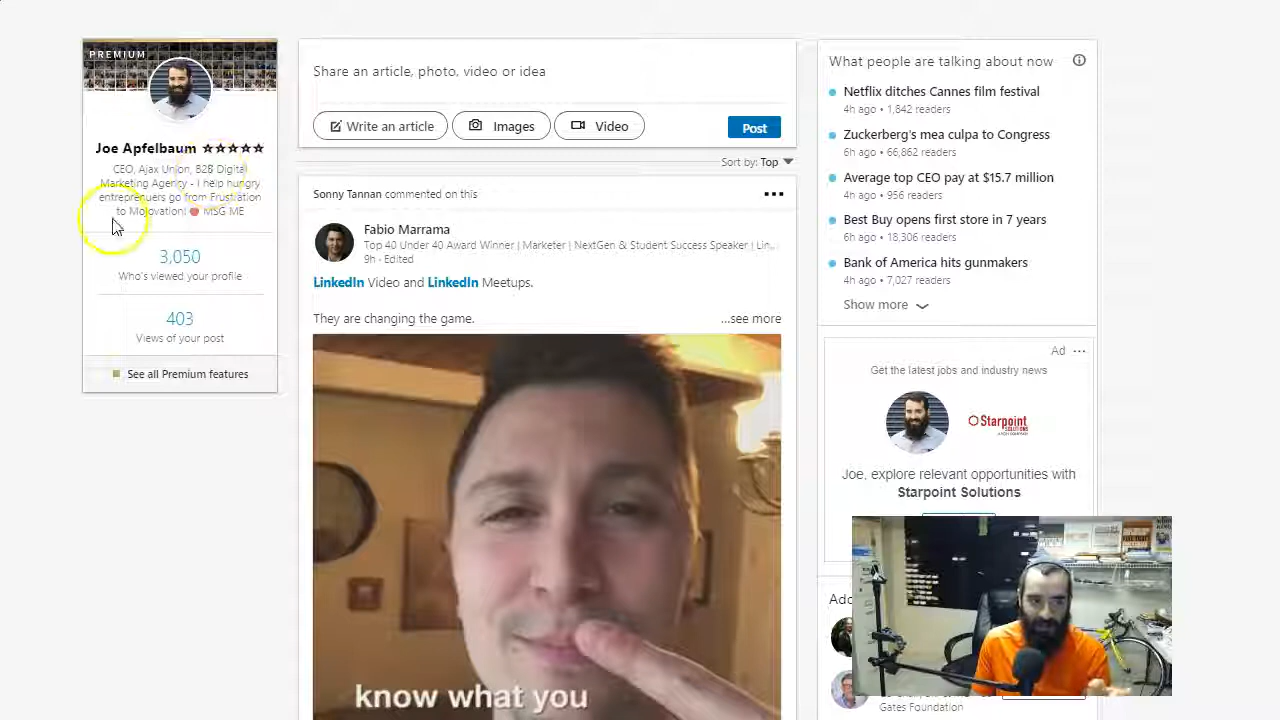 PREMIUM
Joe Apfelbaum ☆☆☆☆☆
CEO, Ajax Union, B2B Digital
Marketing Agency - I help hungry
entreprenuers go from Frustration
to Mojovation! 🔴 MSG ME
3,050
Who's viewed your profile
403
Views of your post
See all Premium features
Share an article, photo, video or idea
Write an article
Images
Video
Post
Sort by: Top
Sonny Tannan commented on this
Fabio Marrama
Top 40 Under 40 Award Winner | Marketer | NextGen & Student Success Speaker | Lin...
9h - Edited
LinkedIn Video and LinkedIn Meetups.
They are changing the game.
...see more
know what you
What people are talking about now
Netflix ditches Cannes film festival
4h ago • 1,842 readers
Zuckerberg's mea culpa to Congress
6h ago • 66,862 readers
Average top CEO pay at $15.7 million
4h ago • 956 readers
Best Buy opens first store in 7 years
6h ago • 18,306 readers
Bank of America hits gunmakers
4h ago • 7,027 readers
Show more
Ad
Get the latest jobs and industry news
Starpoint
SOLUTIONS
Joe, explore relevant opportunities with
Starpoint Solutions
Gates Foundation